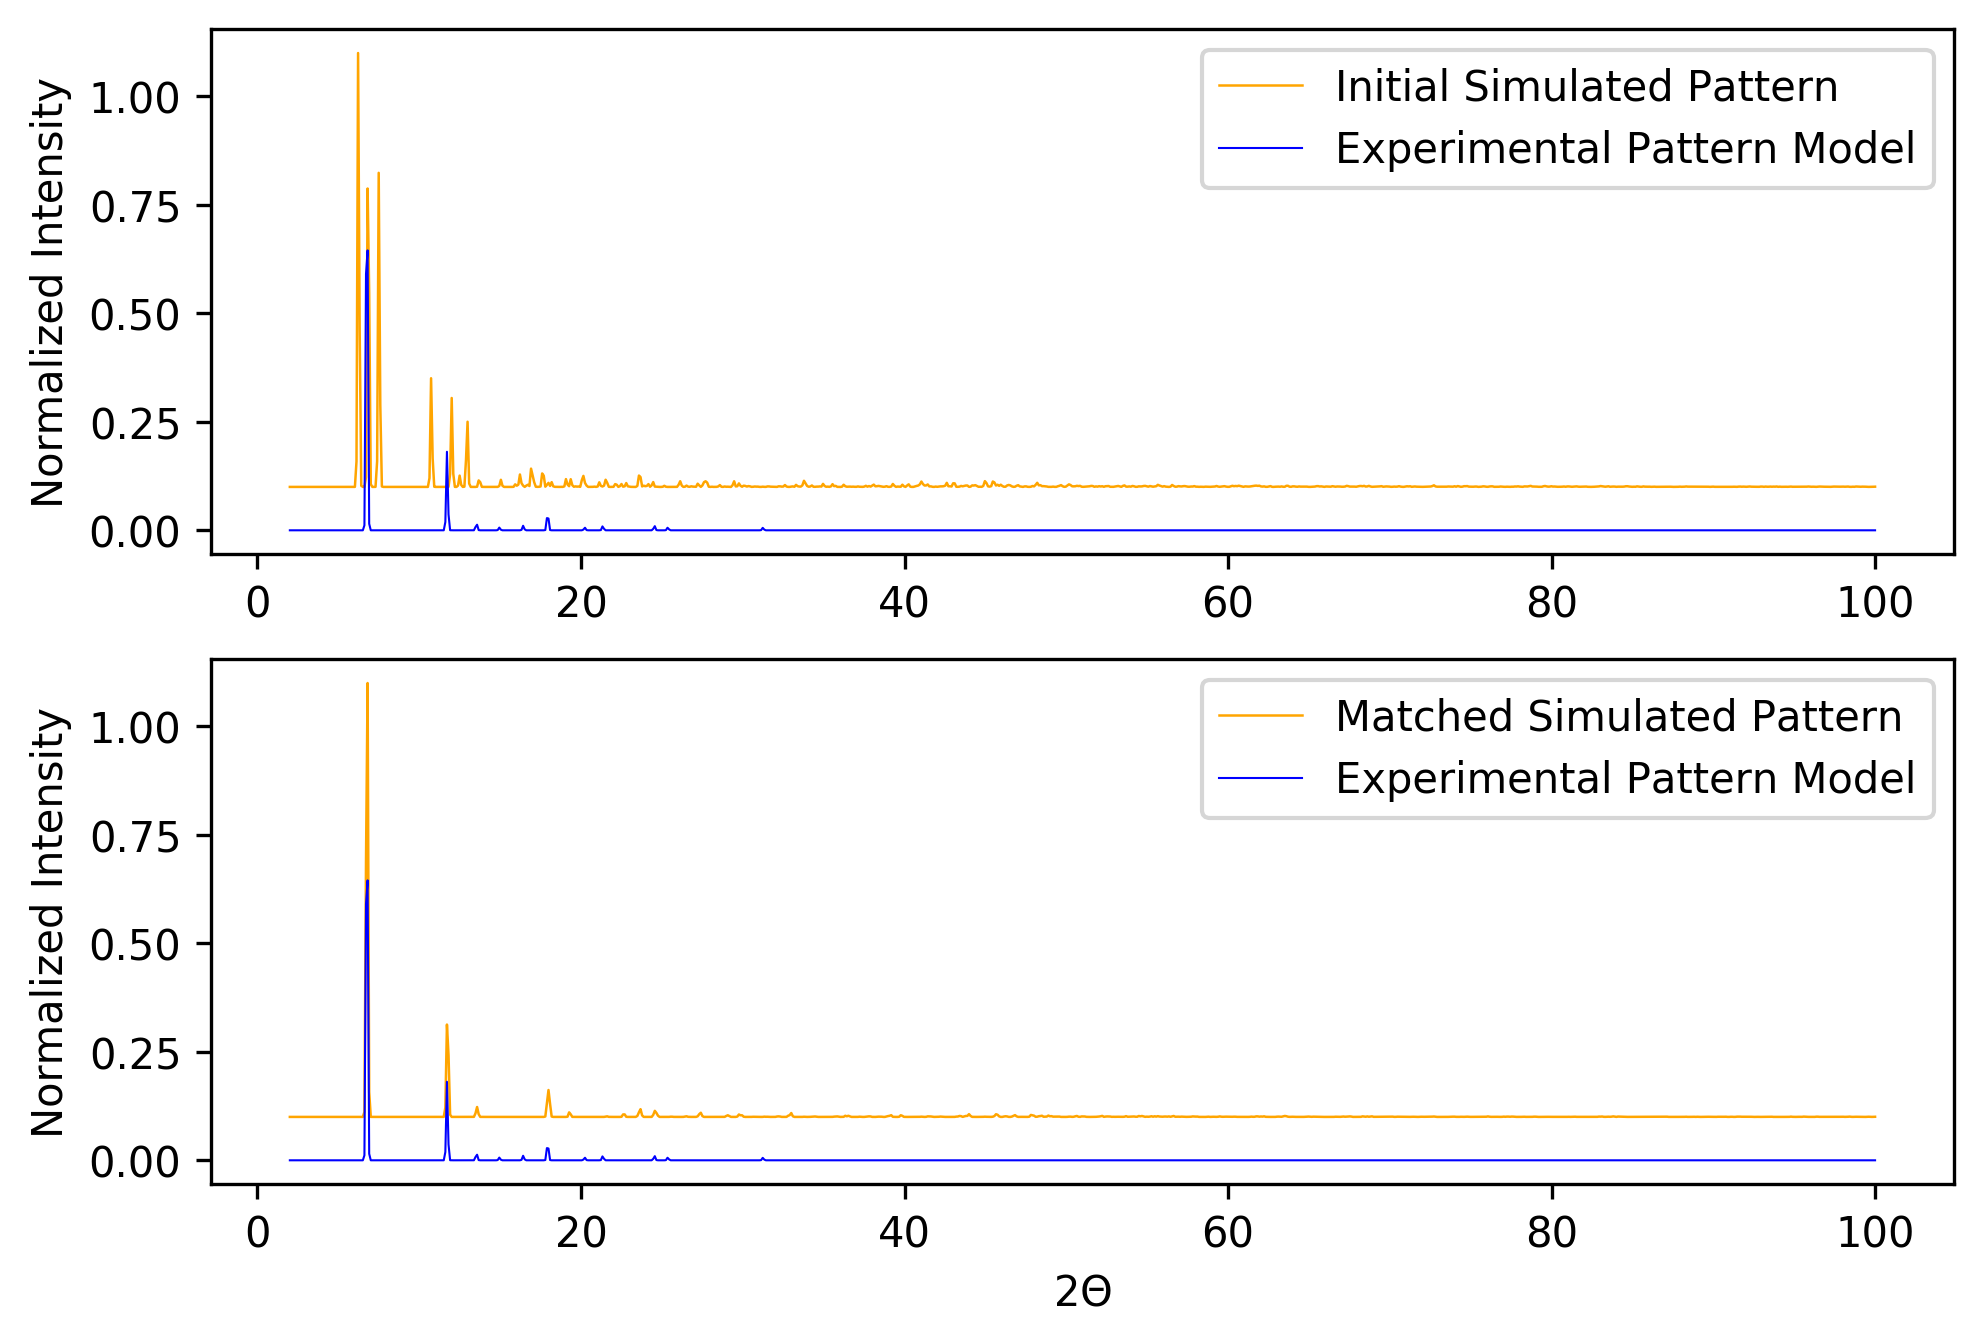 Initial Simulated Pattern
Experimental Pattern Model
Normalized Intensity
1.00
0.75
0.50
0.25
0.00
0 20 40 60 80 100
Matched Simulated Pattern
Experimental Pattern Model
Normalized Intensity
1.00
0.75
0.50
0.25
0.00
0 20 40 60 80 100
2Θ